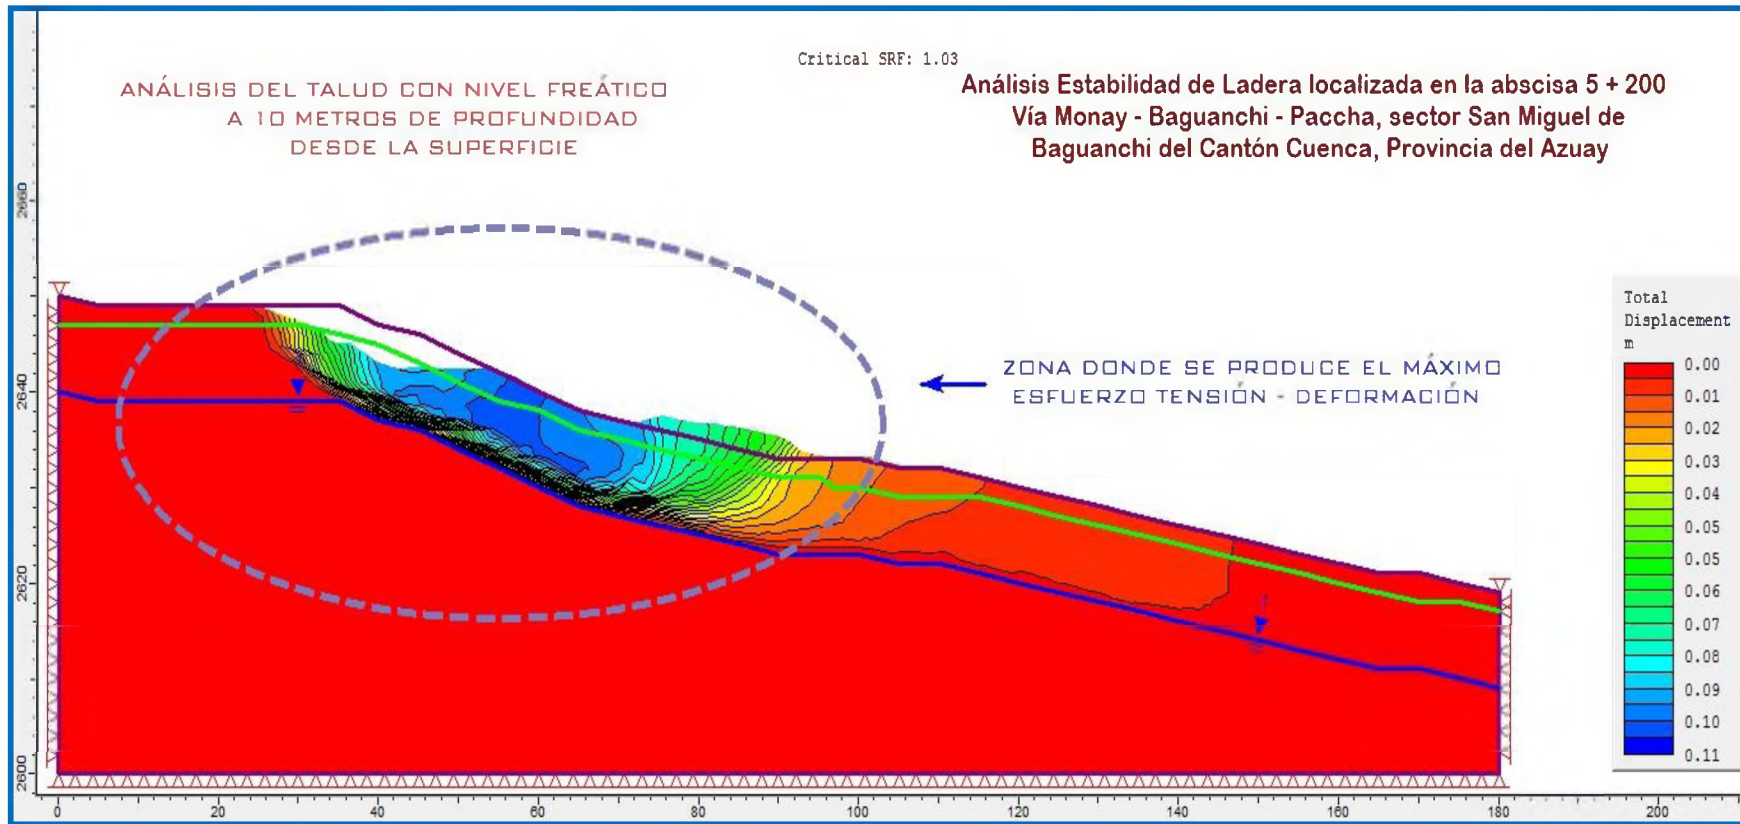 Critical SRF: 1.03
ANÁLISIS DEL TALUD CON NIVEL FREÁTICO
A 10 METROS DE PROFUNDIDAD
DESDE LA SUPERFICIE
Análisis Estabilidad de Ladera localizada en la abscisa 5 + 200
Vía Monay - Baguanchi - Paccha, sector San Miguel de
Baguanchi del Cantón Cuenca, Provincia del Azuay
ZONA DONDE SE PRODUCE EL MÁXIMO
ESFUERZO TENSIÓN - DEFORMACIÓN
Total
Displacement
m
0.00
0.01
0.02
0.03
0.04
0.05
0.06
0.07
0.08
0.09
0.10
0.11
2660
2640
2620
2600
0 20 40 60 80 100 120 140 160 180 200